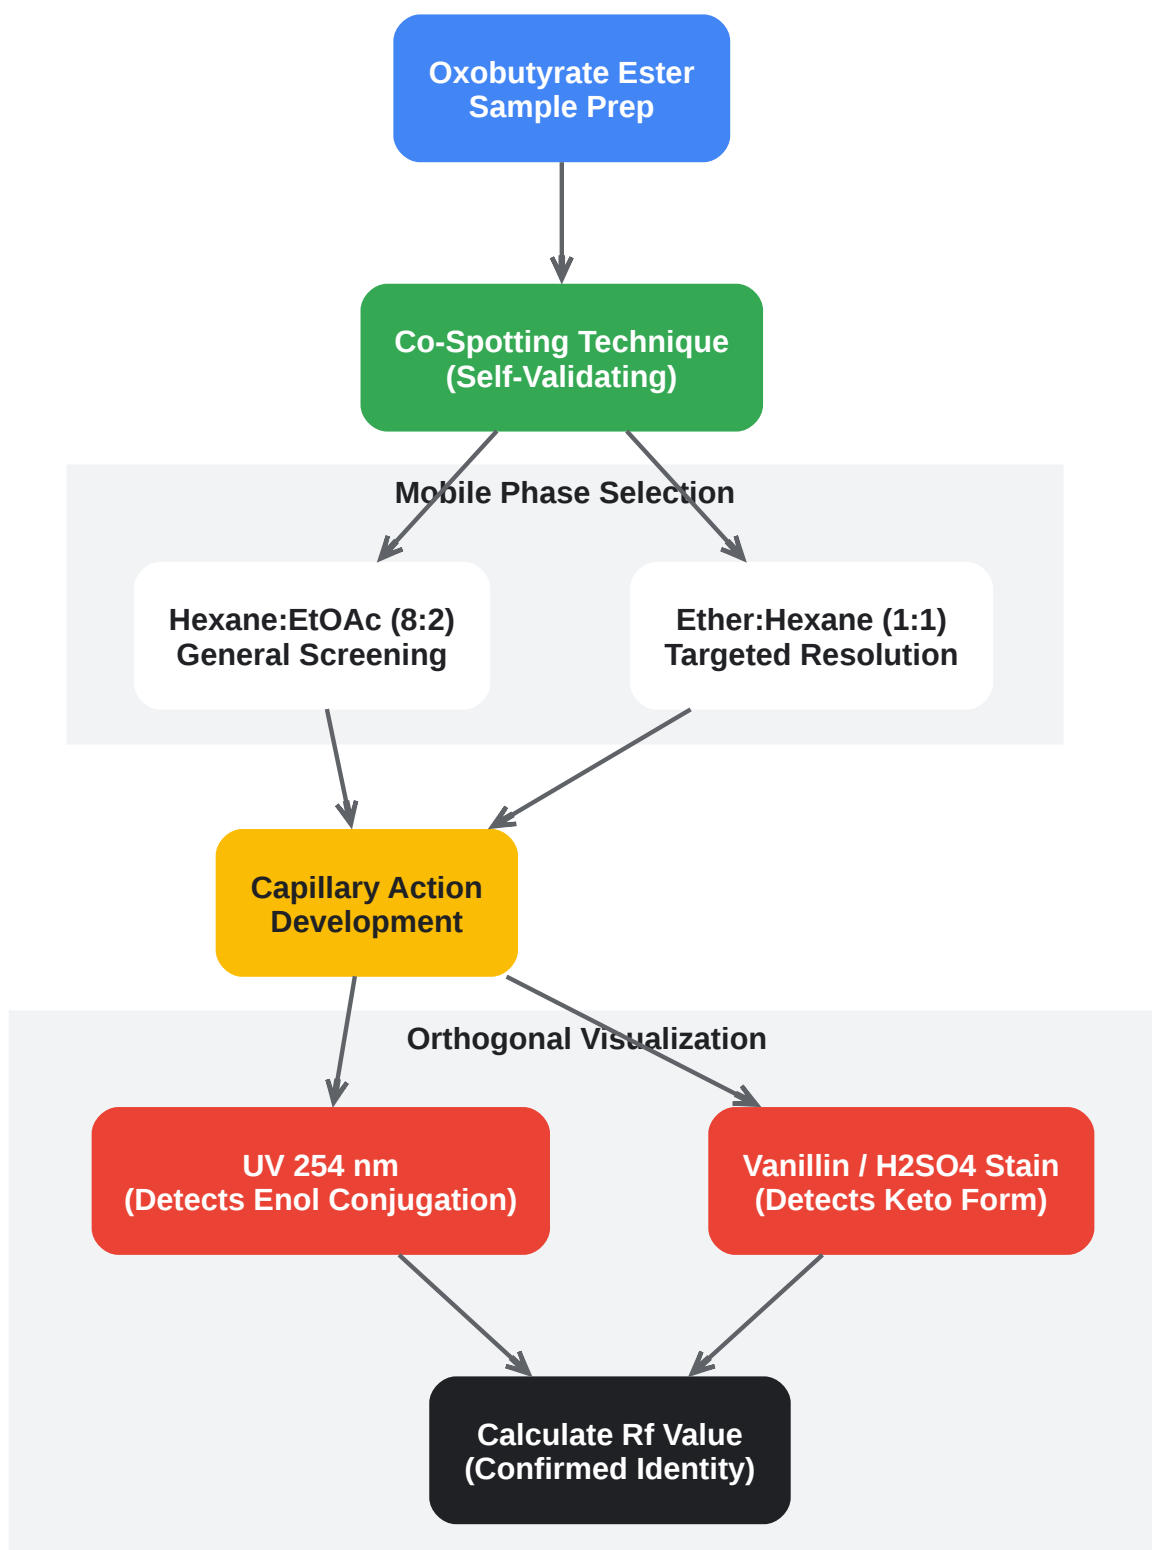 Oxobutyrate Ester
Sample Prep
Co-Spotting Technique
(Self-Validating)
Mobile Phase Selection
Hexane:EtOAc (8:2)
General Screening
Ether:Hexane (1:1)
Targeted Resolution
Capillary Action
Development
Orthogonal Visualization
UV 254 nm
(Detects Enol Conjugation)
Vanillin / H2SO4 Stain
(Detects Keto Form)
Calculate Rf Value
(Confirmed Identity)